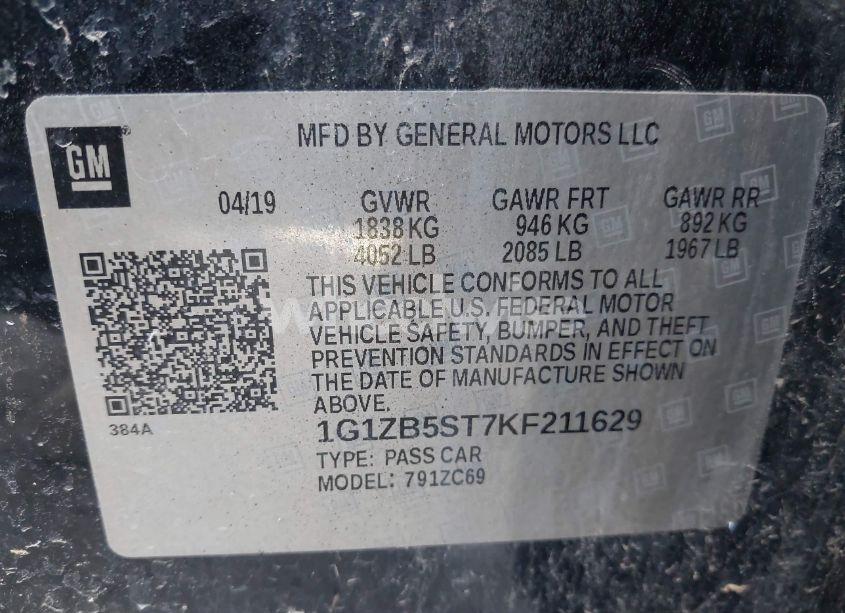 GM
MFD BY GENERAL MOTORS LLC
04/19 GVWR GAWR FRT GAWR RR
1838 KG 946 KG 892 KG
4052 LB 2085 LB 1967 LB
THIS VEHICLE CONFORMS TO ALL
APPLICABLE U.S. FEDERAL MOTOR
VEHICLE SAFETY, BUMPER, AND THEFT
PREVENTION STANDARDS IN EFFECT ON
THE DATE OF MANUFACTURE SHOWN
ABOVE.
384A
1G1ZB5ST7KF211629
TYPE: PASS CAR
MODEL: 791ZC69